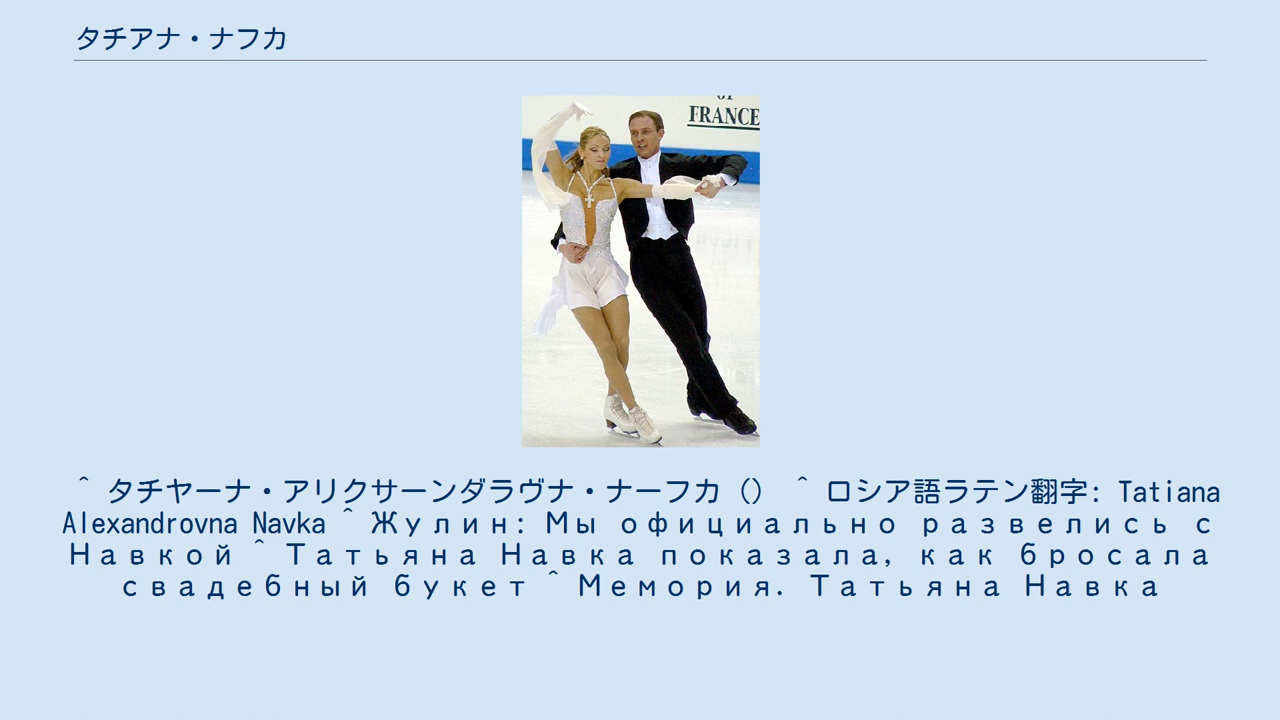 タチアナ・ナフカ
OF
FRANCE
^ タチヤーナ・アリクサーンダラヴナ・ナーフカ（） ^ ロシア語ラテン翻字: Tatiana
Alexandrovna Navka ^ Жулин: Мы официально развелись с
Навкой ^ Татьяна Навка показала, как бросала
свадебный букет ^ Мемория. Татьяна Навка